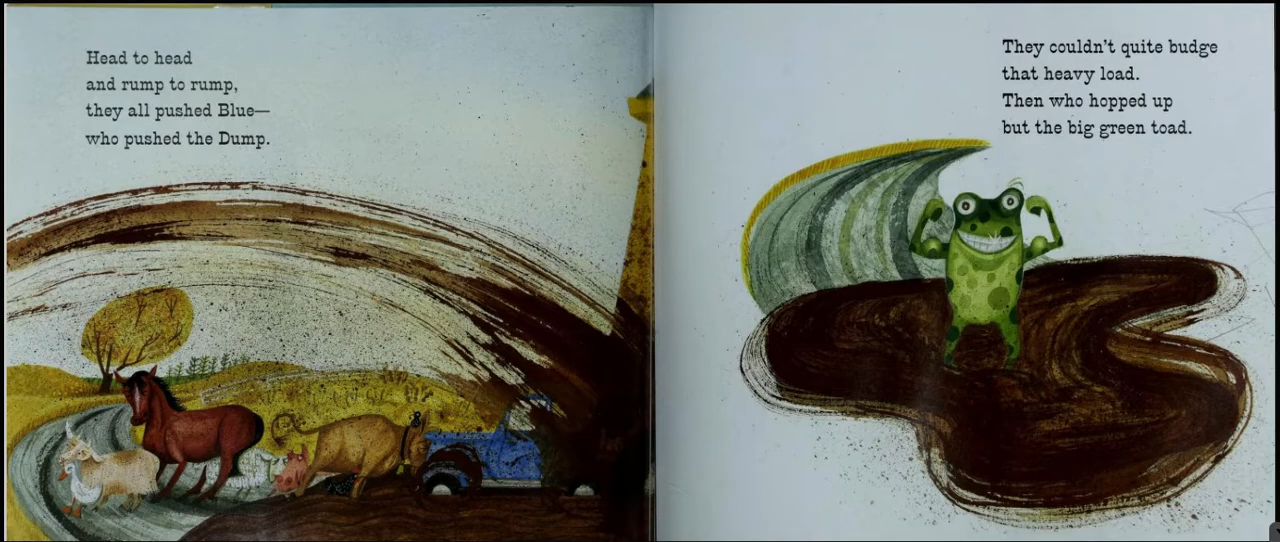 Head to head
and rump to rump,
they all pushed Blue—
who pushed the Dump.
They couldn't quite budge
that heavy load.
Then who hopped up
but the big green toad.